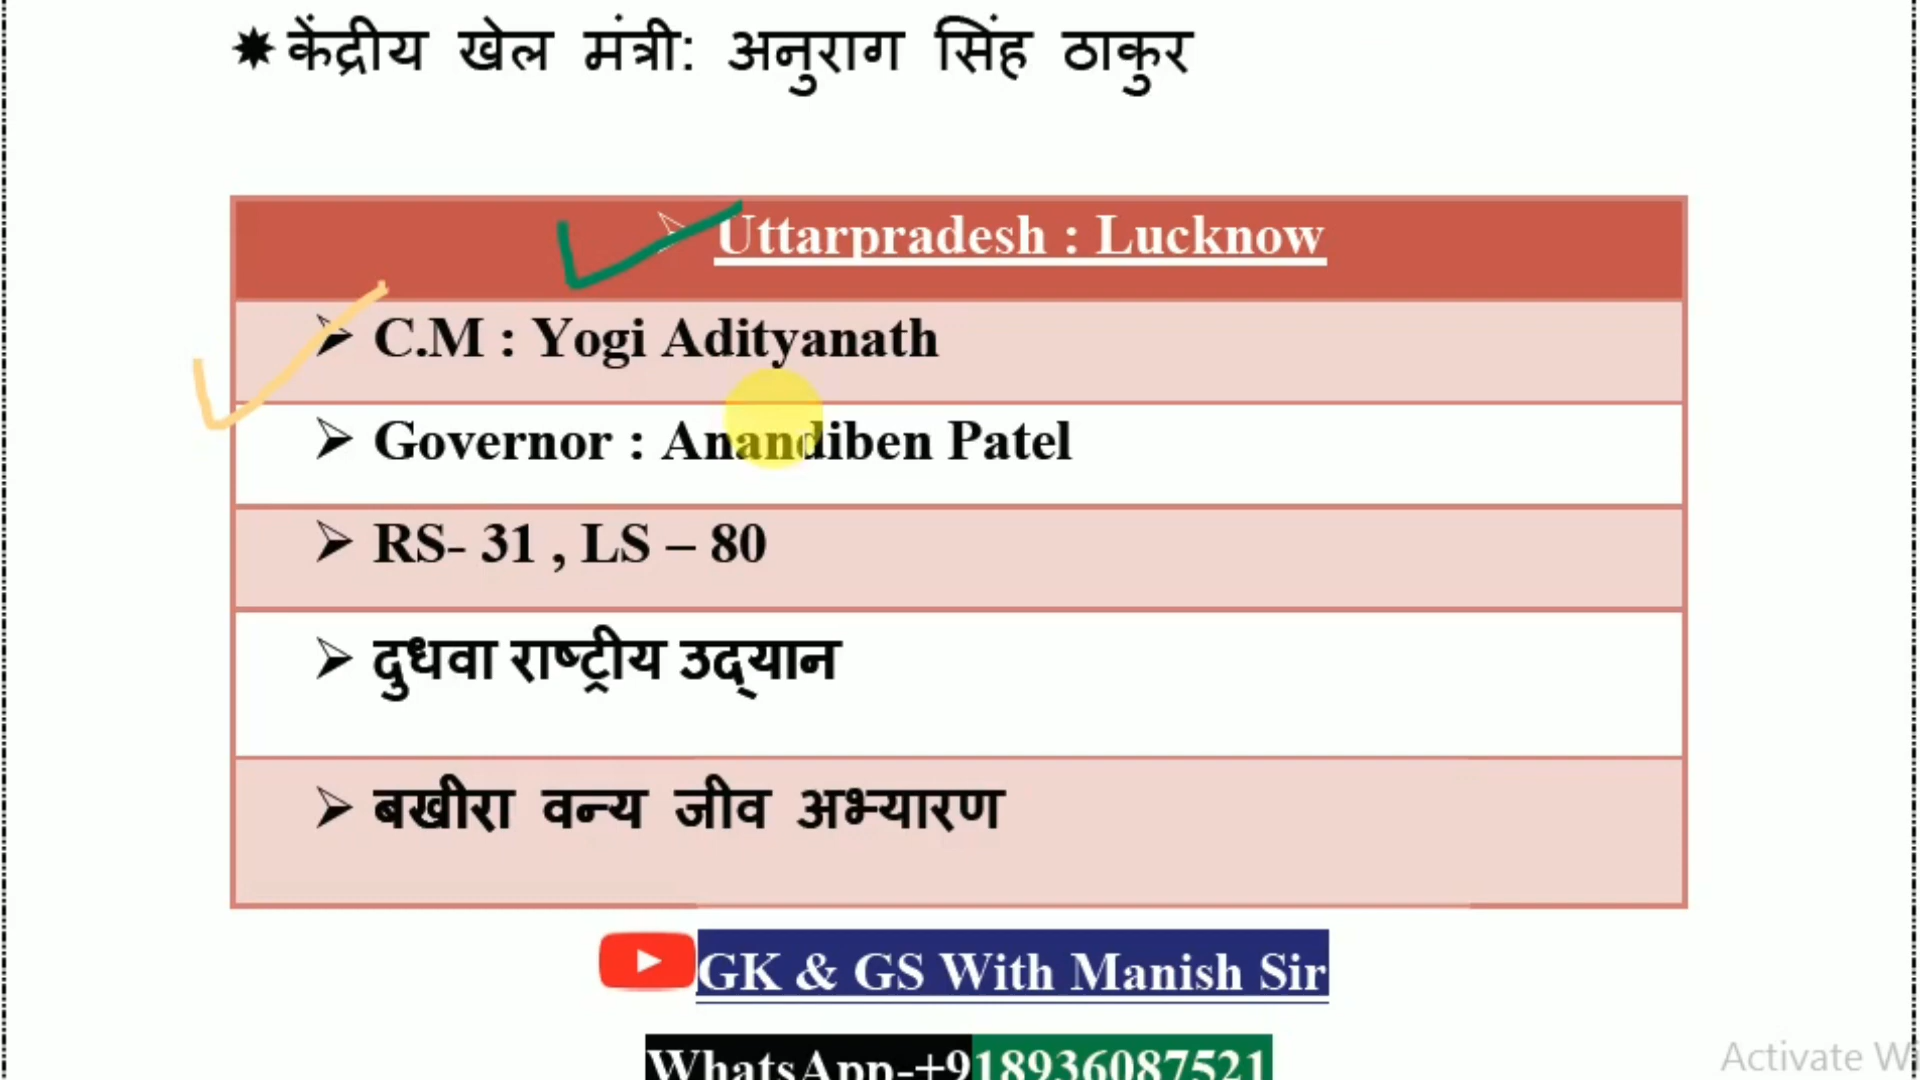 केंद्रीय खेल मंत्री: अनुराग सिंह ठाकुर
Uttarpradesh : Lucknow
C.M : Yogi Adityanath
Governor : Anandiben Patel
RS- 31 , LS – 80
दुधवा राष्ट्रीय उद्यान
बखीरा वन्य जीव अभ्यारण
GK & GS With Manish Sir
WhatsApp-+918936087521
Activate W